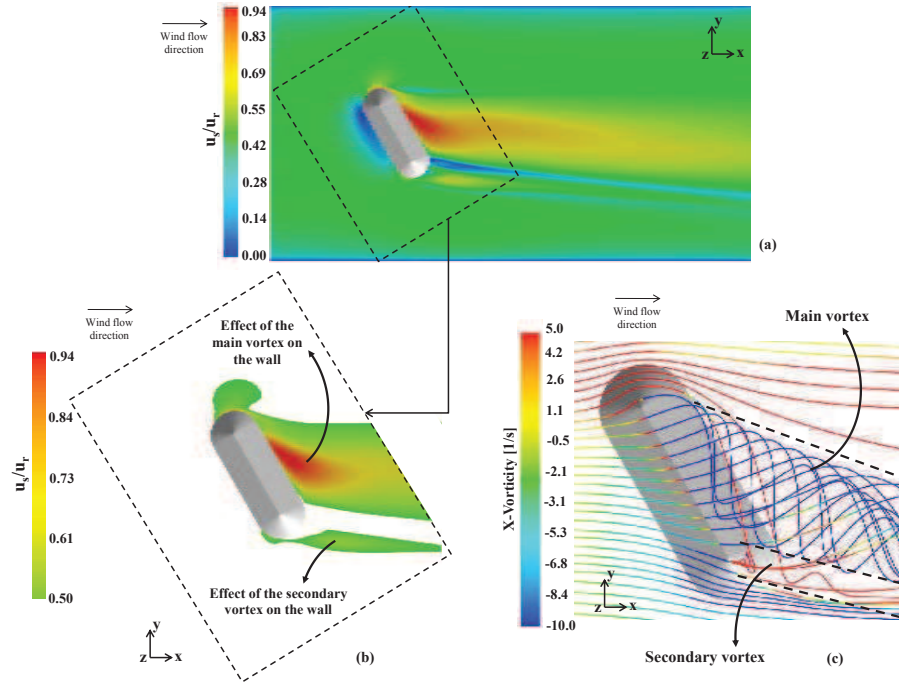 0.94
0.83
0.69
0.55
0.42
0.28
0.14
0.00
us/ur
Wind flow
direction
y
z x
(a)
Wind flow
direction
0.94
0.84
0.73
0.61
0.50
us/ur
Effect of the
main vortex on
the wall
Effect of the secondary
vortex on the wall
y
z x
(b)
Wind flow
direction
5.0
4.2
2.6
1.1
-0.5
-2.1
-3.7
-5.3
-6.8
-8.4
-10.0
X-Vorticity [1/s]
Main vortex
y
z x
Secondary vortex
(c)